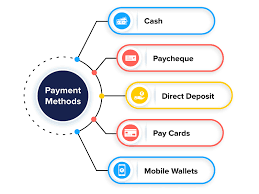 Payment
Methods
Cash
Paycheque
Direct Deposit
Pay Cards
Mobile Wallets